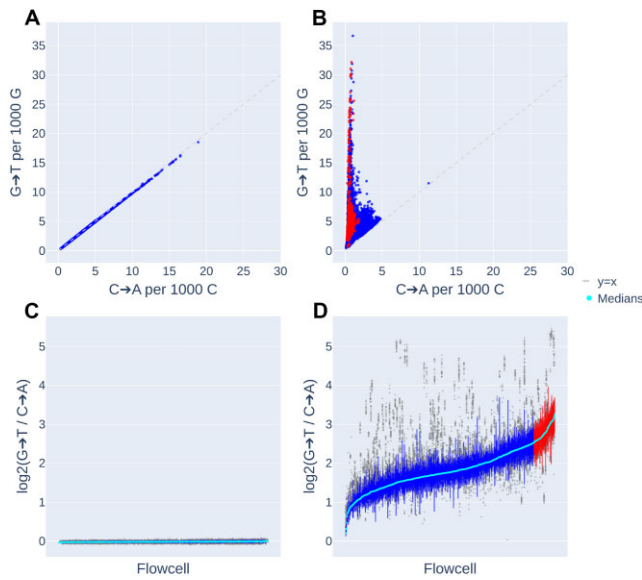 A
B
G→T per 1000 G
35
30
25
20
15
10
5
0
0 5 10 15 20 25 30
C→A per 1000 C
G→T per 1000 G
35
30
25
20
15
10
5
0
0 5 10 15 20 25 30
C→A per 1000 C
y=x
Medians
C
D
log2(G→T / C→A)
5
4
3
2
1
0
Flowcell
log2(G→T / C→A)
5
4
3
2
1
0
Flowcell